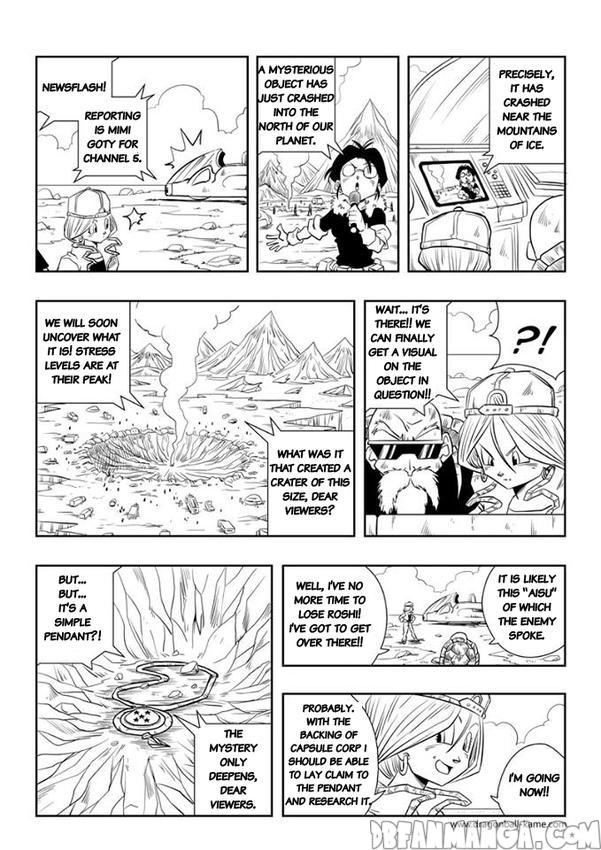 NEWSFLASH!
REPORTING
IS MIMI
GOTY FOR
CHANNEL 5.
A MYSTERIOUS
OBJECT HAS
JUST CRASHED
INTO THE
NORTH OF OUR
PLANET.
PRECISELY,
IT HAS
CRASHED
NEAR THE
MOUNTAINS
OF ICE.
WE WILL SOON
UNCOVER WHAT
IT IS! STRESS
LEVELS ARE AT
THEIR PEAK!
WHAT WAS IT
THAT CREATED A
CRATER OF THIS
SIZE, DEAR
VIEWERS?
WAIT... IT'S
THERE!! WE
CAN FINALLY
GET A VISUAL
ON THE
OBJECT IN
QUESTION!!
?!
BUT...
BUT...
IT'S A
SIMPLE
PENDANT?!
THE
MYSTERY
ONLY
DEEPENS,
DEAR
VIEWERS.
WELL, I'VE NO
MORE TIME TO
LOSE ROSHI!
I'VE GOT TO GET
OVER THERE!!
IT IS LIKELY
THIS "AISU"
OF WHICH
THE ENEMY
SPOKE.
PROBABLY.
WITH THE
BACKING OF
CAPSULE CORP I
SHOULD BE ABLE
TO LAY CLAIM TO
THE PENDANT AND
AND RESEARCH IT.
I'M GOING
NOW!!
www.dragonball-kame.com
DBFANMANGA.COM